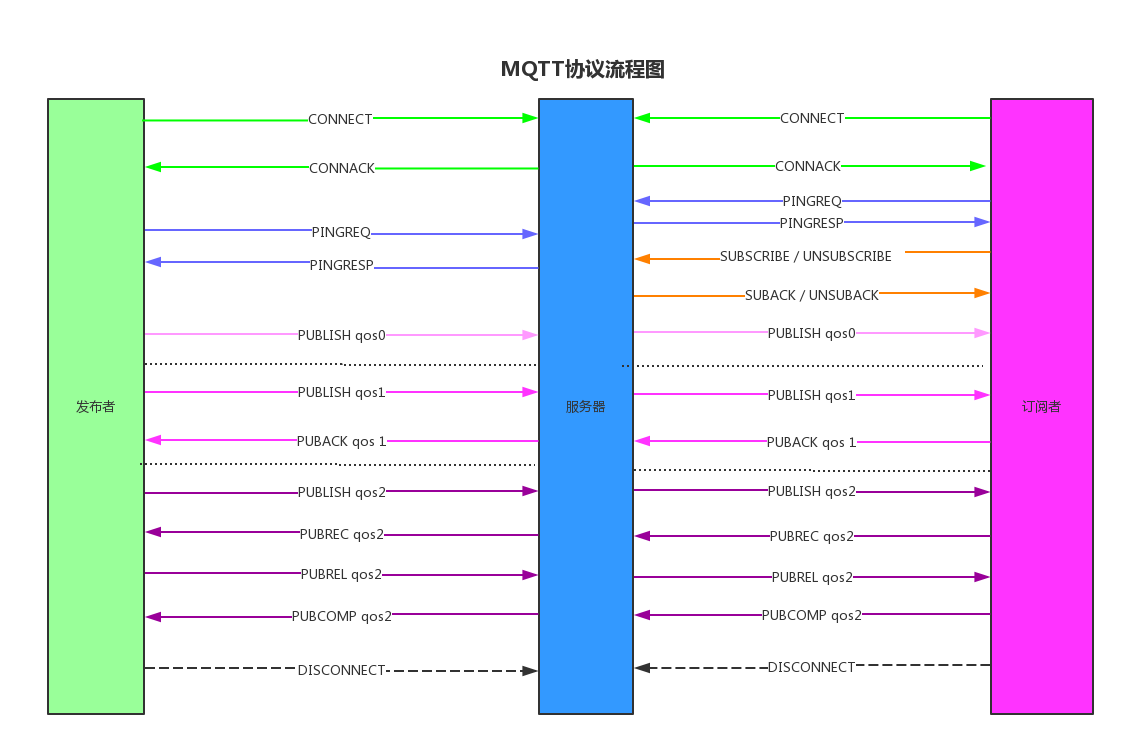 MQTT协议流程图
CONNECT
CONNECT
CONNACK
CONNACK
PINGREQ
PINGRESP
PINGREQ
PINGRESP
SUBSCRIBE / UNSUBSCRIBE
SUBACK / UNSUBACK
PUBLISH qos0
PUBLISH qos0
PUBLISH qos1
PUBLISH qos1
发布者
服务器
订阅者
PUBACK qos 1
PUBACK qos 1
PUBLISH qos2
PUBLISH qos2
PUBREC qos2
PUBREC qos2
PUBREL qos2
PUBREL qos2
PUBCOMP qos2
PUBCOMP qos2
DISCONNECT
DISCONNECT